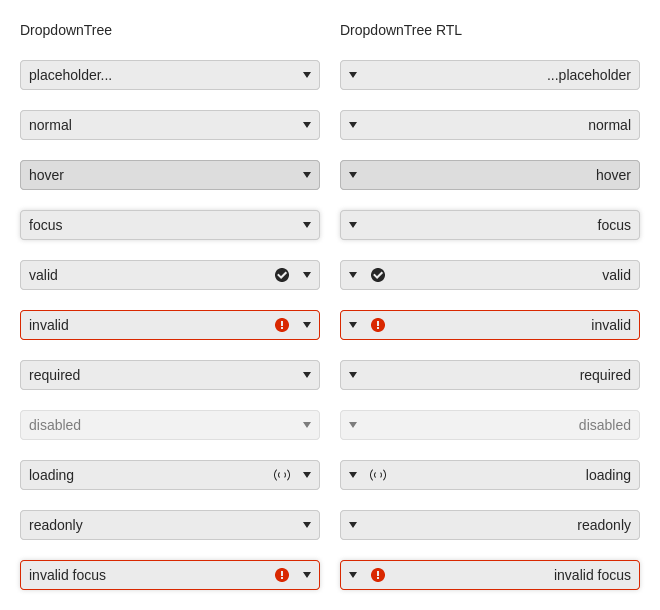 DropdownTree
DropdownTree RTL
placeholder...
...placeholder
normal
normal
hover
hover
focus
focus
valid
valid
invalid
invalid
required
required
disabled
disabled
loading
loading
readonly
readonly
invalid focus
invalid focus